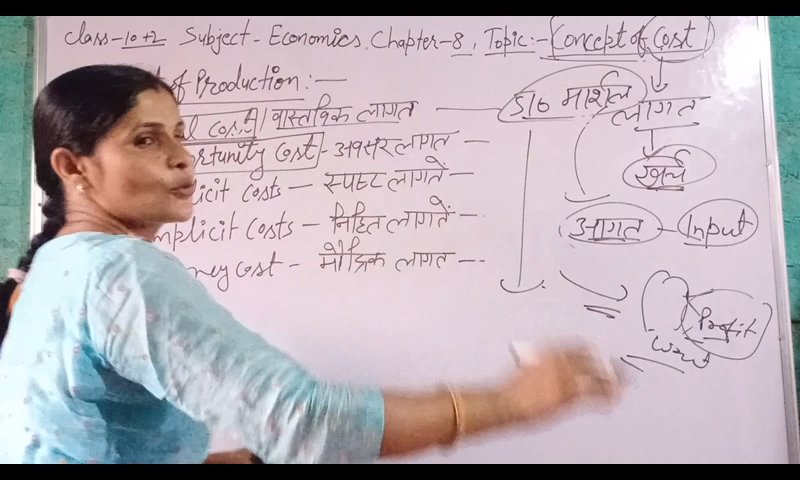 Class-10+2 Subject-Economics, Chapter-8, Topic:- Concept of Cost
of Production:-
cost / वास्तविक लागत — डा० मार्शल लागत
cost - अवसर लागत -
costs - स्पष्ट लागतें - खर्च
implicit costs - निहित लागतें - आगत - Input
cost - मौद्रिक लागत -..
Profit